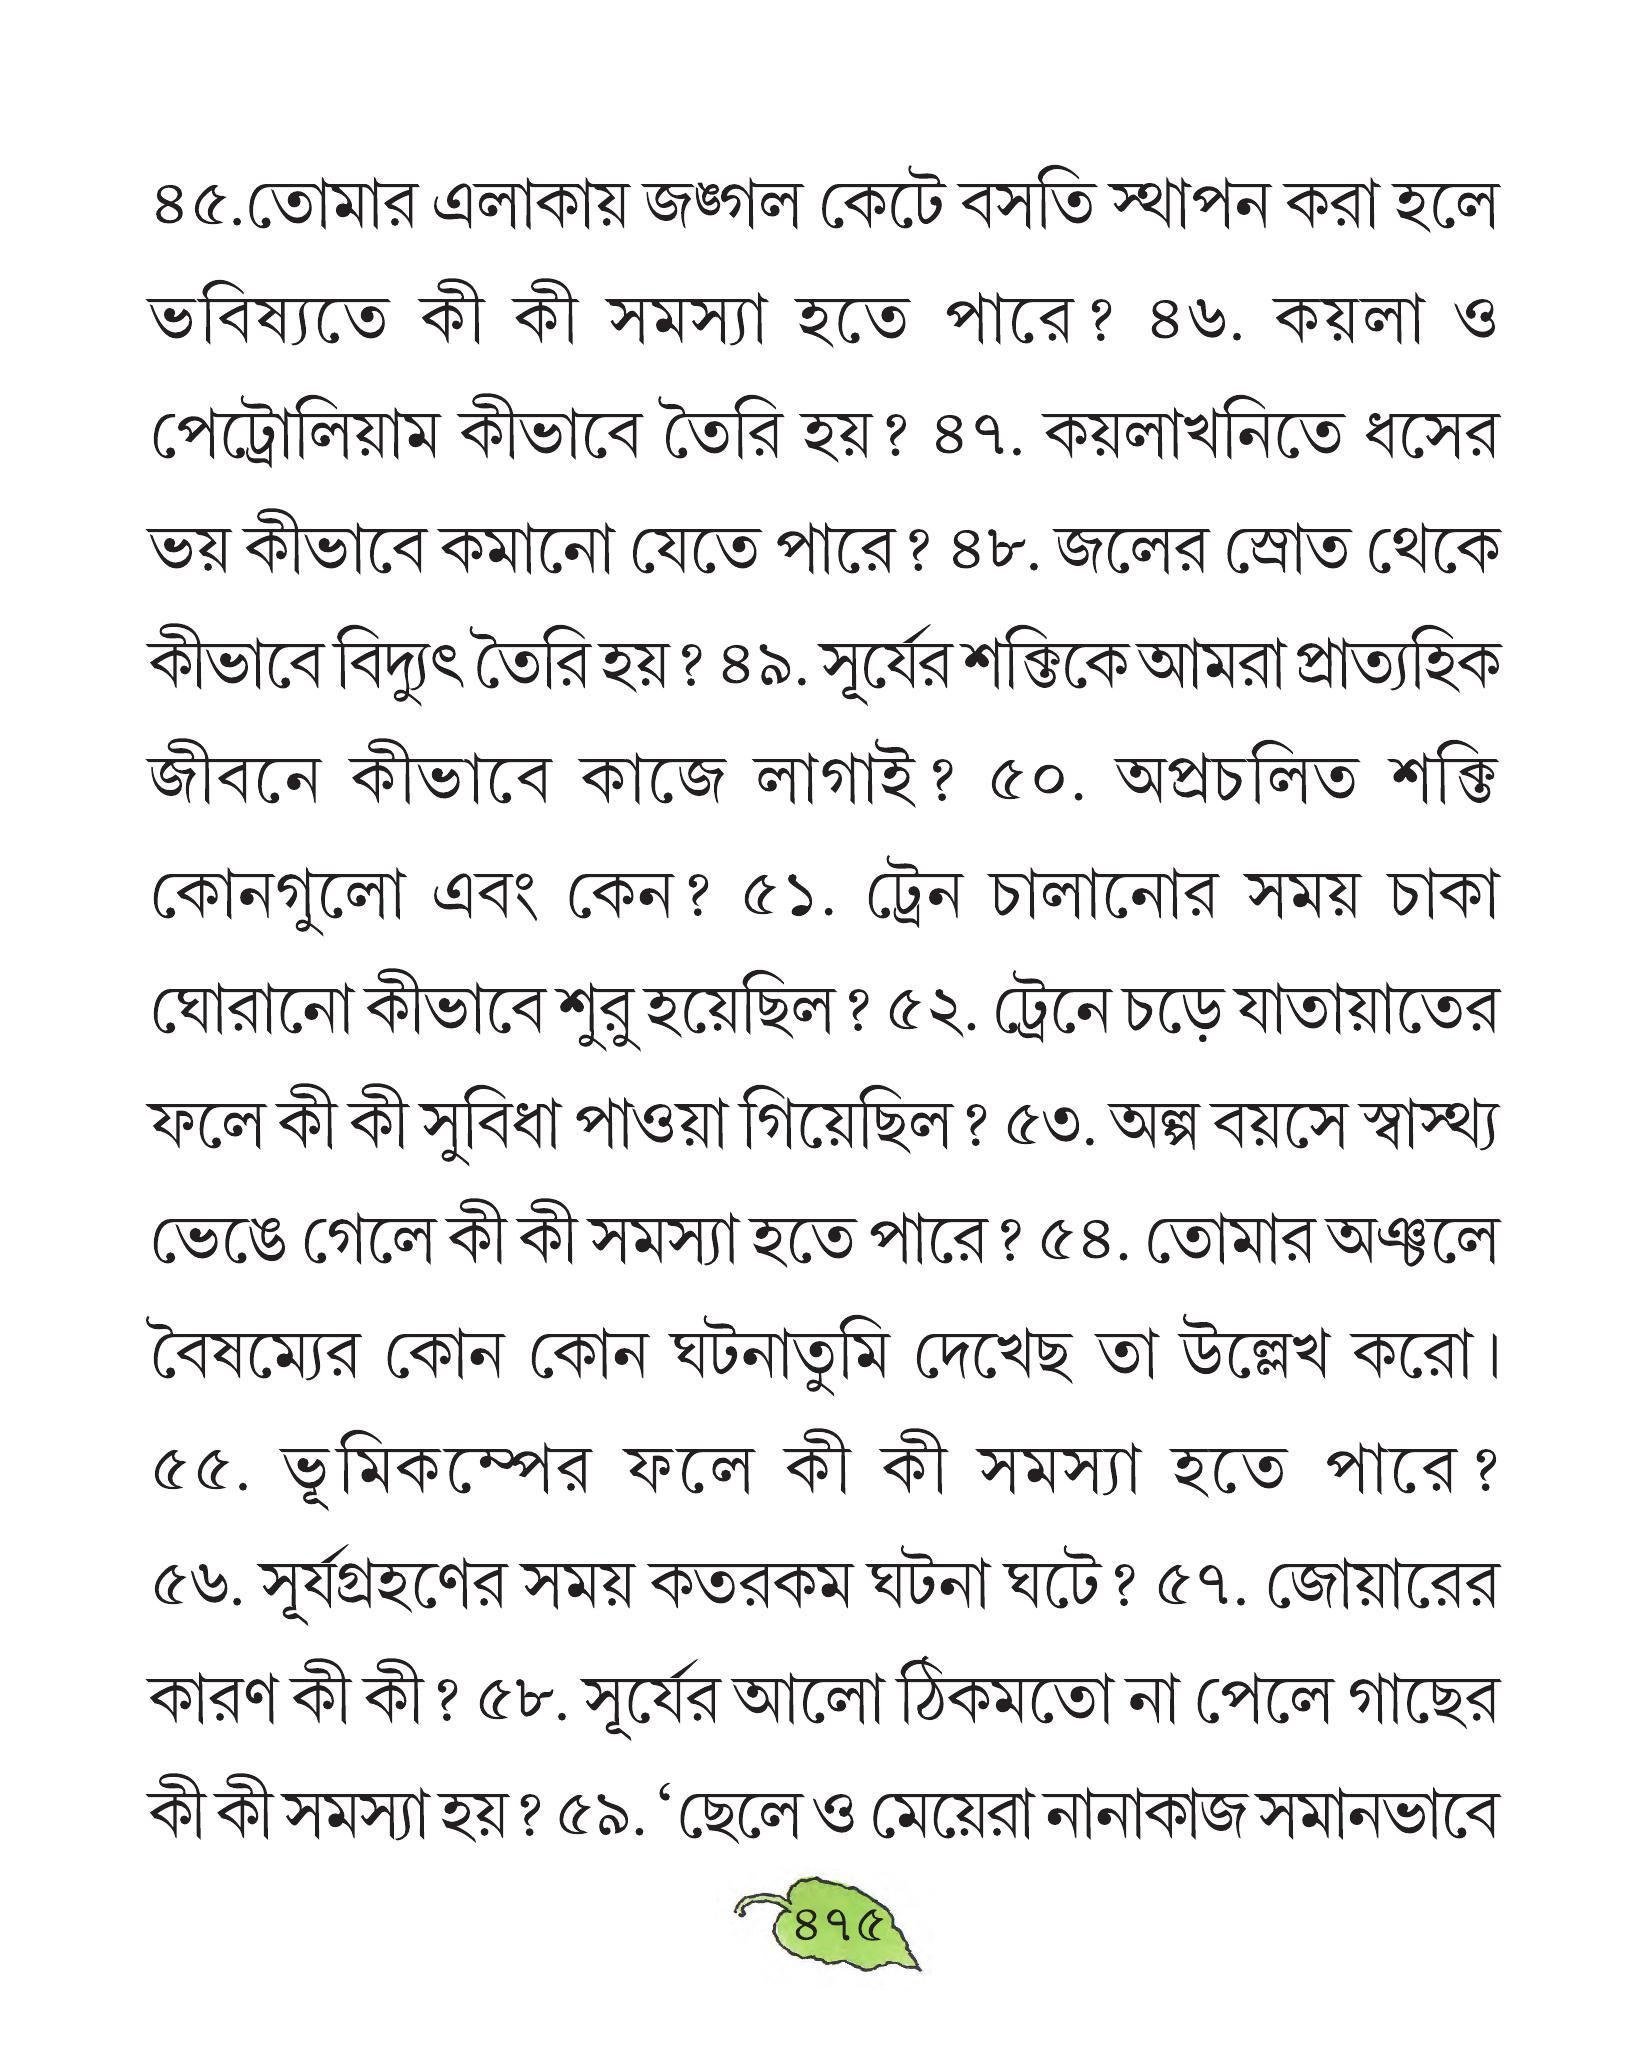 ৪৫.তোমার এলাকায় জঙ্গল কেটে বসতি স্থাপন করা হলে
ভবিষ্যতে কী কী সমস্যা হতে পারে? ৪৬. কয়লা ও
পেট্রোলিয়াম কীভাবে তৈরি হয়? ৪৭. কয়লাখনিতে ধসের
ভয় কীভাবে কমানো যেতে পারে? ৪৮. জলের স্রোত থেকে
কীভাবে বিদ্যুৎ তৈরি হয়? ৪৯. সূর্যের শক্তিকে আমরা প্রাত্যহিক
জীবনে কীভাবে কাজে লাগাই? ৫০. অপ্রচলিত শক্তি
কোনগুলো এবং কেন? ৫১. ট্রেন চালানোর সময় চাকা
ঘোরানো কীভাবে শুরু হয়েছিল? ৫২. ট্রেনে চড়ে যাতায়াতের
ফলে কী কী সুবিধা পাওয়া গিয়েছিল? ৫৩. অল্প বয়সে স্বাস্থ্য
ভেঙে গেলে কী কী সমস্যা হতে পারে? ৫৪. তোমার অঞ্চলে
বৈষম্যের কোন কোন ঘটনাতুমি দেখেছ তা উল্লেখ করো।
৫৫. ভূমিকম্পের ফলে কী কী সমস্যা হতে পারে?
৫৬. সূর্যগ্রহণের সময় কতরকম ঘটনা ঘটে? ৫৭. জোয়ারের
কারণ কী কী? ৫৮. সূর্যের আলো ঠিকমতো না পেলে গাছের
কী কী সমস্যা হয়? ৫৯. ‘ছেলে ও মেয়েরা নানাকাজ সমানভাবে
৪৭৫